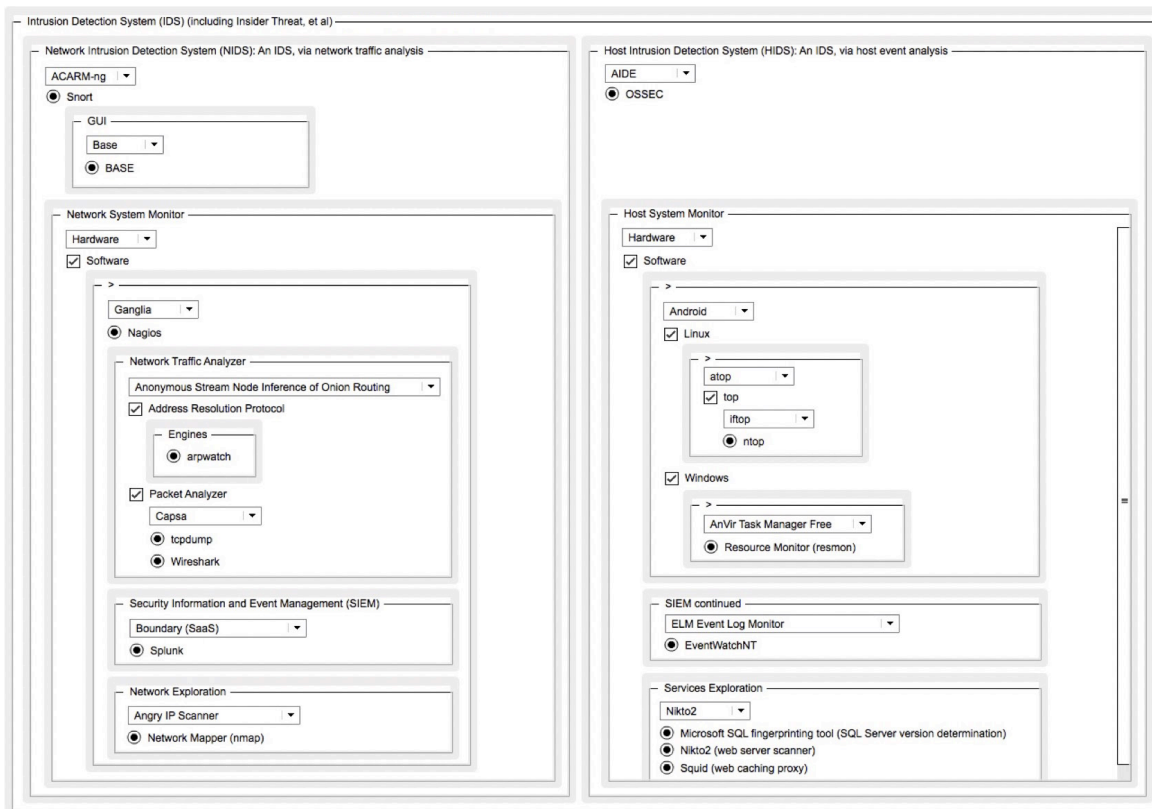 Intrusion Detection System (IDS) (including Insider Threat, et al)
Network Intrusion Detection System (NIDS): An IDS, via network traffic analysis
ACARM-ng
Snort
GUI
Base
BASE
Network System Monitor
Hardware
Software
>
Ganglia
Nagios
Network Traffic Analyzer
Anonymous Stream Node Inference of Onion Routing
Address Resolution Protocol
Engines
arpwatch
Packet Analyzer
Capsa
tcpdump
Wireshark
Security Information and Event Management (SIEM)
Boundary (SaaS)
Splunk
Network Exploration
Angry IP Scanner
Network Mapper (nmap)
Host Intrusion Detection System (HIDS): An IDS, via host event analysis
AIDE
OSSEC
Host System Monitor
Hardware
Software
>
Android
Linux
>
atop
top
iftop
ntop
Windows
>
AnVir Task Manager Free
Resource Monitor (resmon)
SIEM continued
ELM Event Log Monitor
EventWatchNT
Services Exploration
Nikto2
Microsoft SQL fingerprinting tool (SQL Server version determination)
Nikto2 (web server scanner)
Squid (web caching proxy)